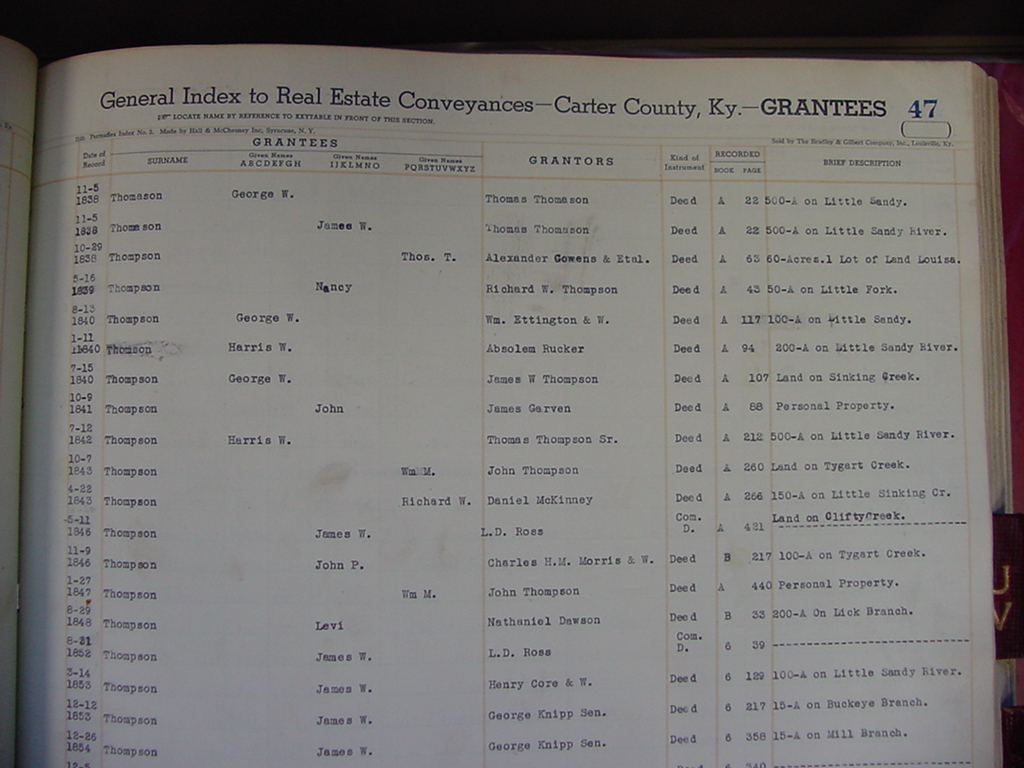 General Index to Real Estate Conveyances—Carter County, Ky.—GRANTEES 47
LOCATE NAME BY REFERENCE TO KEYTABLE IN FRONT OF THIS SECTION.
Permadex Index No. 3. Made by Hall & McChesney Inc, Syracuse, N. Y. Sold by The Bradley & Gilbert Company, Inc., Louisville, Ky.
Date of Record GRANTEES GRANTORS Kind of Instrument RECORDED BRIEF DESCRIPTION
SURNAME Given Names ABCDEFGH Given Names IJKLMNO Given Names PQRSTUVWXYZ BOOK PAGE
11-5 1838 Thomason George W. Thomas Thomason Deed A 22 500-A on Little Sandy.
11-5 1838 Thomason James W. Thomas Thomason Deed A 22 500-A on Little Sandy River.
10-29 1838 Thompson Thos. T. Alexander Gowens & Etal. Deed A 63 60-Acres.1 Lot of Land Louisa.
5-16 1839 Thompson Nancy Richard W. Thompson Deed A 43 50-A on Little Fork.
8-13 1840 Thompson George W. Wm. Ettington & W. Deed A 117 100-A on Little Sandy.
1-11 1840 Thomson Harris W. Absolem Rucker Deed A 94 200-A on Little Sandy River.
7-15 1840 Thompson George W. James W Thompson Deed A 107 Land on Sinking Creek.
10-9 1841 Thompson John James Garven Deed A 88 Personal Property.
7-12 1842 Thompson Harris W. Thomas Thompson Sr. Deed A 212 500-A on Little Sandy River.
10-7 1843 Thompson Wm M. John Thompson Deed A 260 Land on Tygart Creek.
4-22 1843 Thompson Richard W. Daniel McKinney Deed A 266 150-A on Little Sinking Cr.
5-11 1846 Thompson James W. L.D. Ross Com. D. A 421 Land on CliftyCreek.
11-9 1846 Thompson John P. Charles H.M. Morris & W. Deed B 217 100-A on Tygart Creek.
1-27 1847 Thompson Wm M. John Thompson Deed A 440 Personal Property.
8-29 1848 Thompson Levi Nathaniel Dawson Deed B 33 200-A On Lick Branch.
8-31 1852 Thompson James W. L.D. Ross Com. D. 6 39 ----------------------------
3-14 1853 Thompson James W. Henry Core & W. Deed 6 129 100-A on Little Sandy River.
12-12 1853 Thompson James W. George Knipp Sen. Deed 6 217 15-A on Buckeye Branch.
12-26 1854 Thompson James W. George Knipp Sen. Deed 6 358 15-A on Mill Branch.
U
V